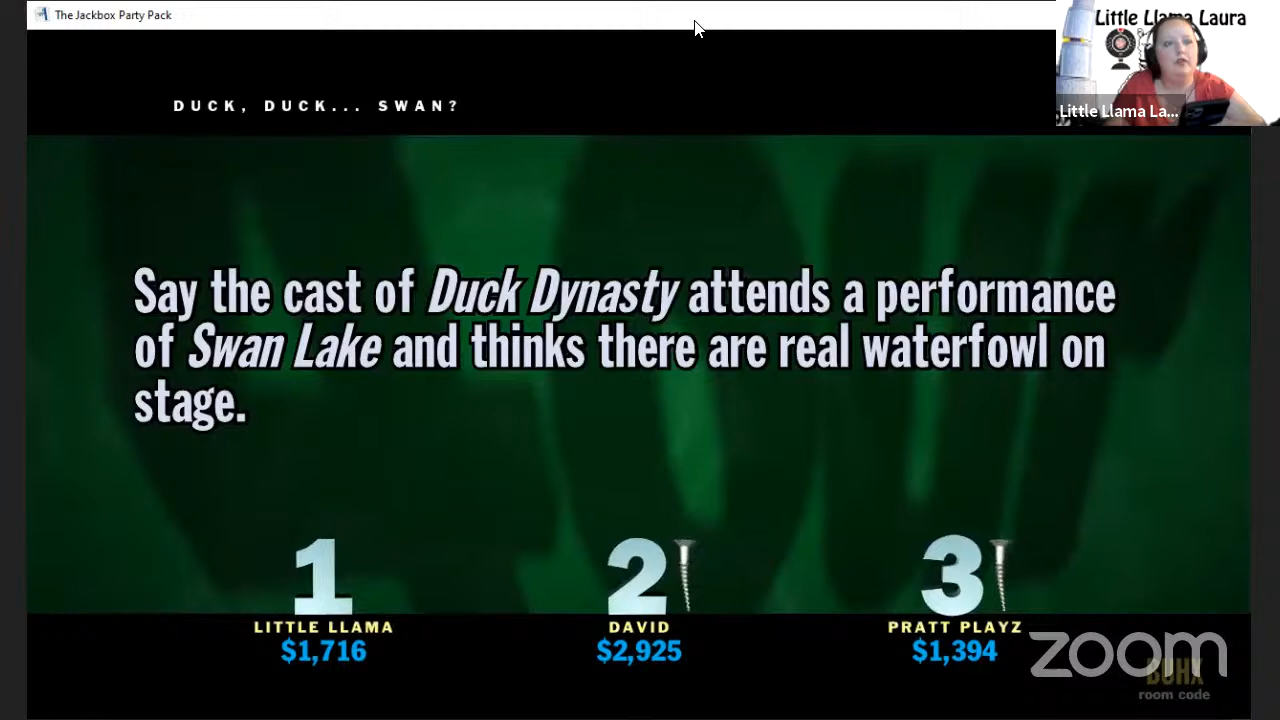 The Jackbox Party Pack
Little Llama Laura
Little Llama La...
DUCK, DUCK... SWAN?
Say the cast of Duck Dynasty attends a performance
of Swan Lake and thinks there are real waterfowl on
stage.
1 2 3
LITTLE LLAMA DAVID PRATT PLAYZ
$1,716 $2,925 $1,394
zoom
BUHX
room code